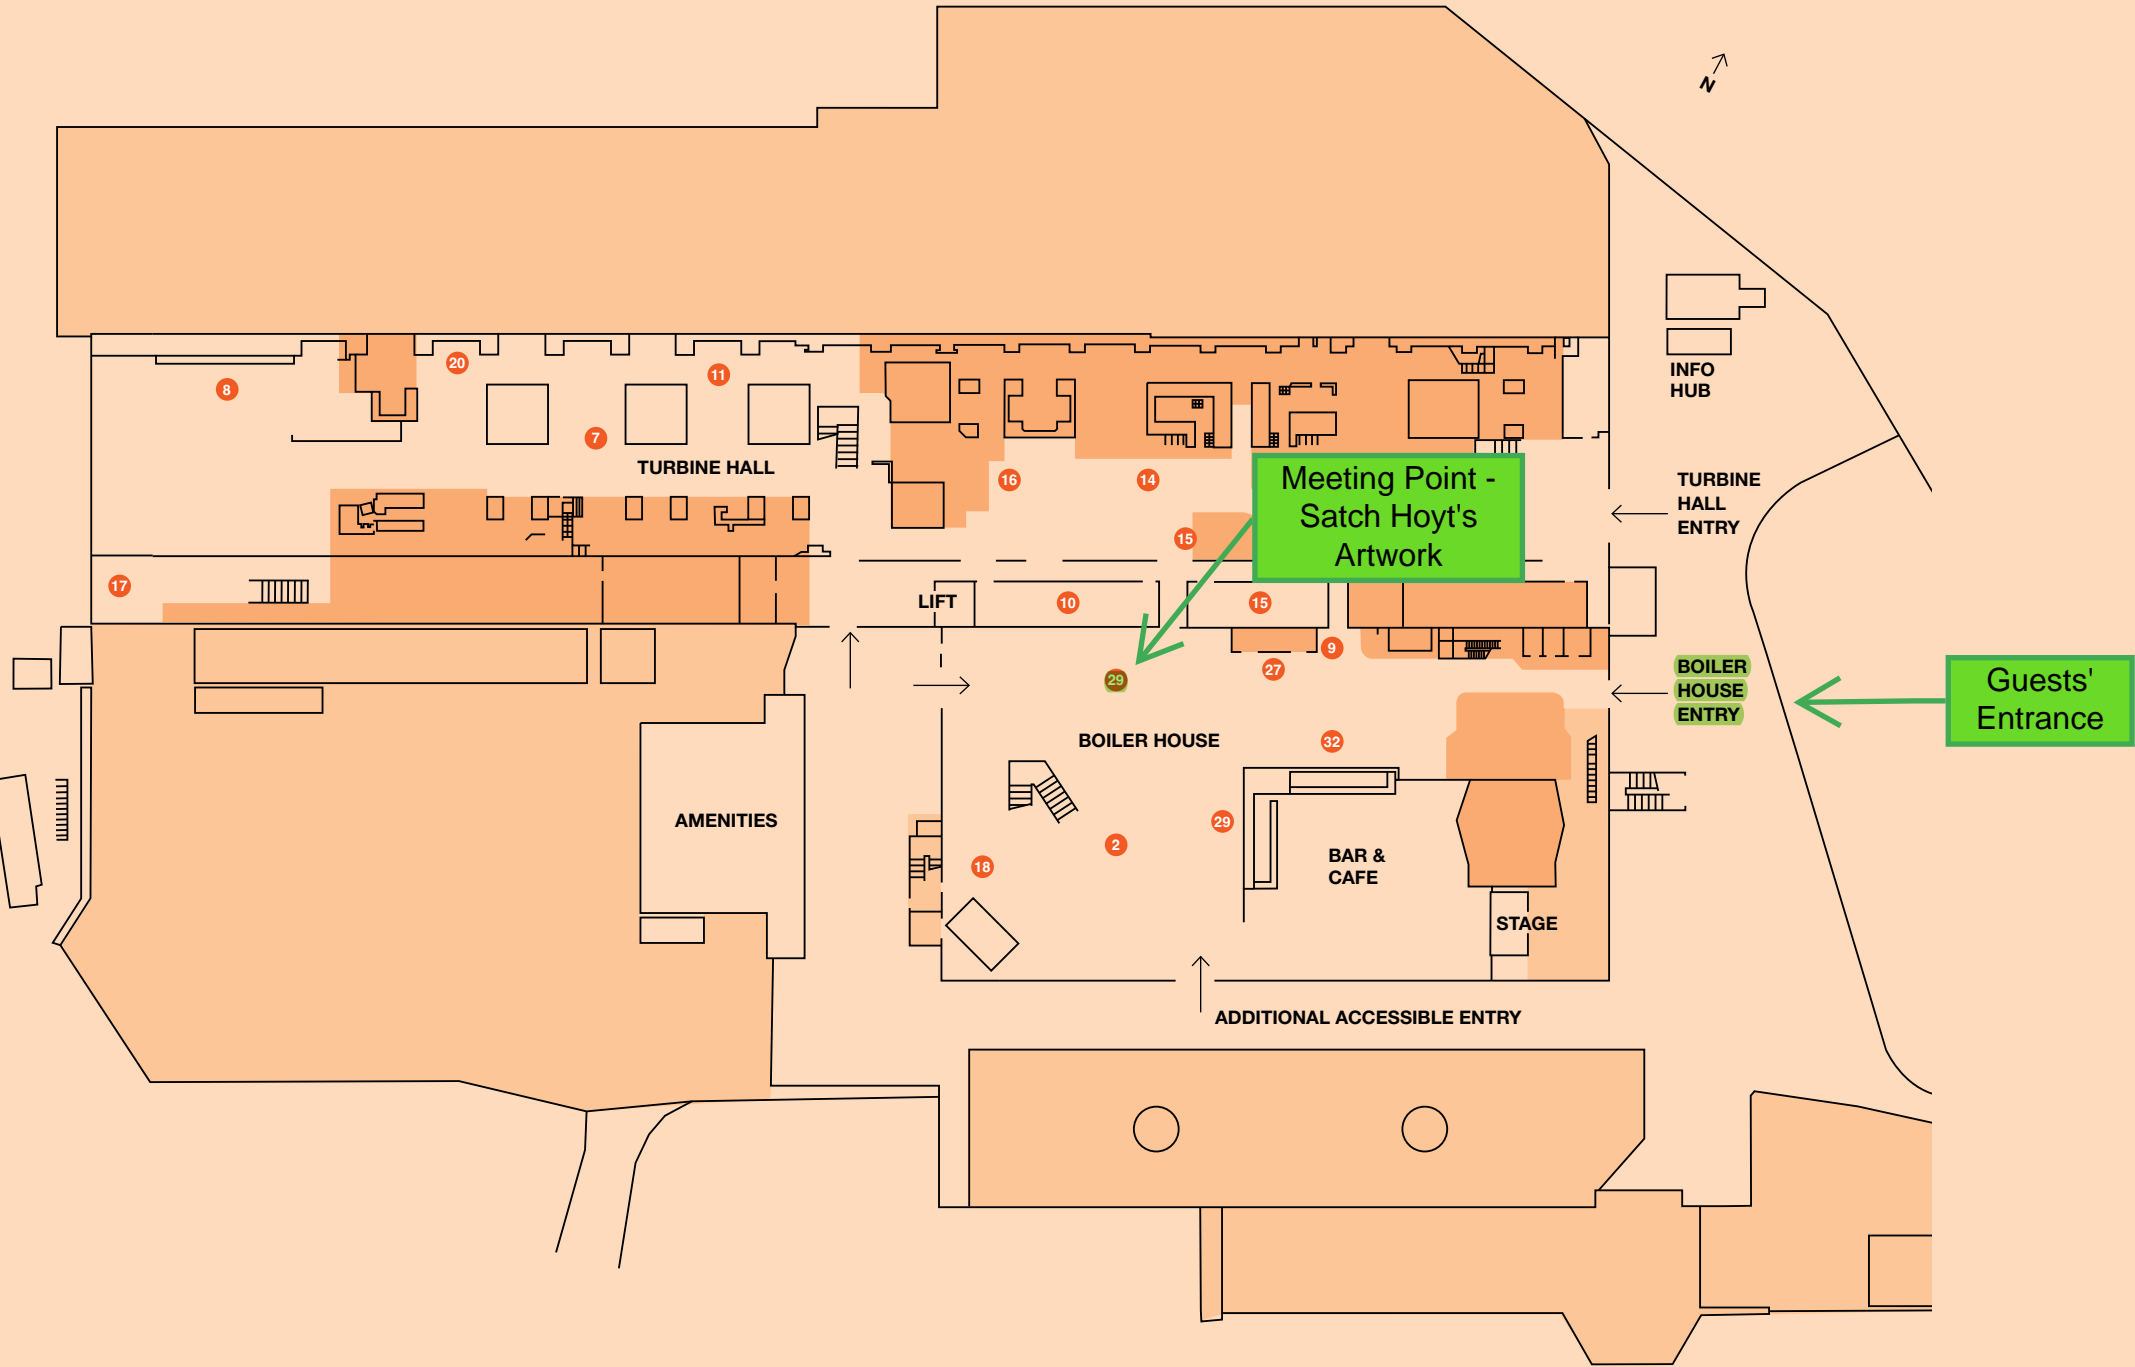 N
INFO
HUB
20
11
8
7
TURBINE HALL
16
14
Meeting Point -
Satch Hoyt's
Artwork
TURBINE
HALL
ENTRY
15
17
LIFT
10
15
9
27
29
BOILER
HOUSE
ENTRY
Guests'
Entrance
BOILER HOUSE
32
AMENITIES
29
2
18
BAR &
CAFE
STAGE
ADDITIONAL ACCESSIBLE ENTRY